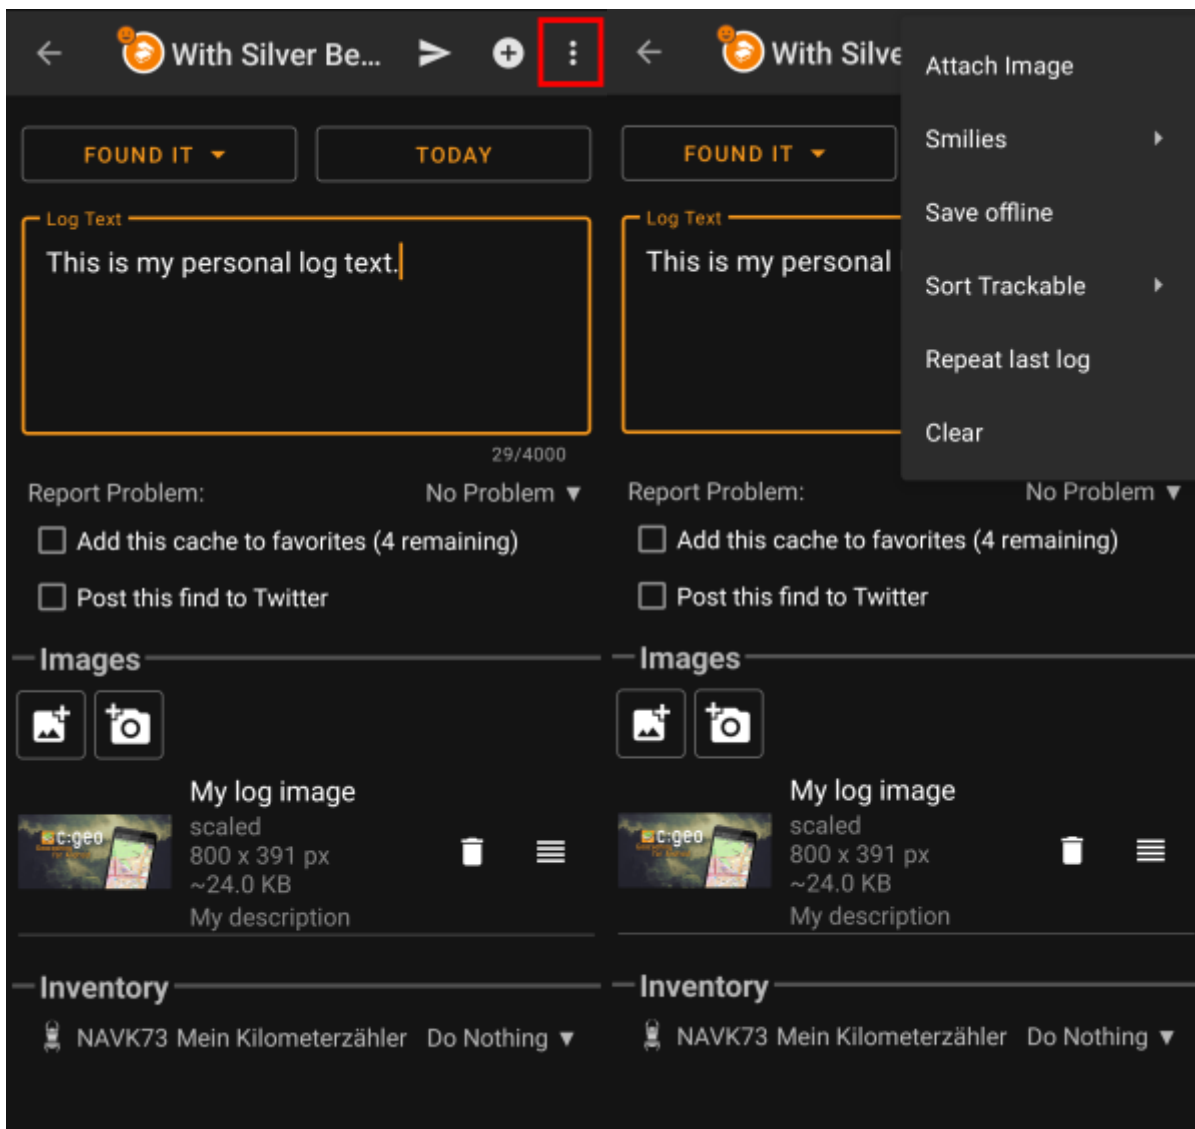 With Silver Be...
FOUND IT
TODAY
Log Text
This is my personal log text.
29/4000
Report Problem:
No Problem
Add this cache to favorites (4 remaining)
Post this find to Twitter
Images
My log image
scaled
800 x 391 px
~24.0 KB
My description
c:geo
Inventory
NAVK73 Mein Kilometerzähler
Do Nothing
With Silve
Attach Image
Smilies
Save offline
Sort Trackable
Repeat last log
Clear
FOUND IT
Log Text
This is my personal
Report Problem:
No Problem
Add this cache to favorites (4 remaining)
Post this find to Twitter
Images
My log image
scaled
800 x 391 px
~24.0 KB
My description
c:geo
Inventory
NAVK73 Mein Kilometerzähler
Do Nothing